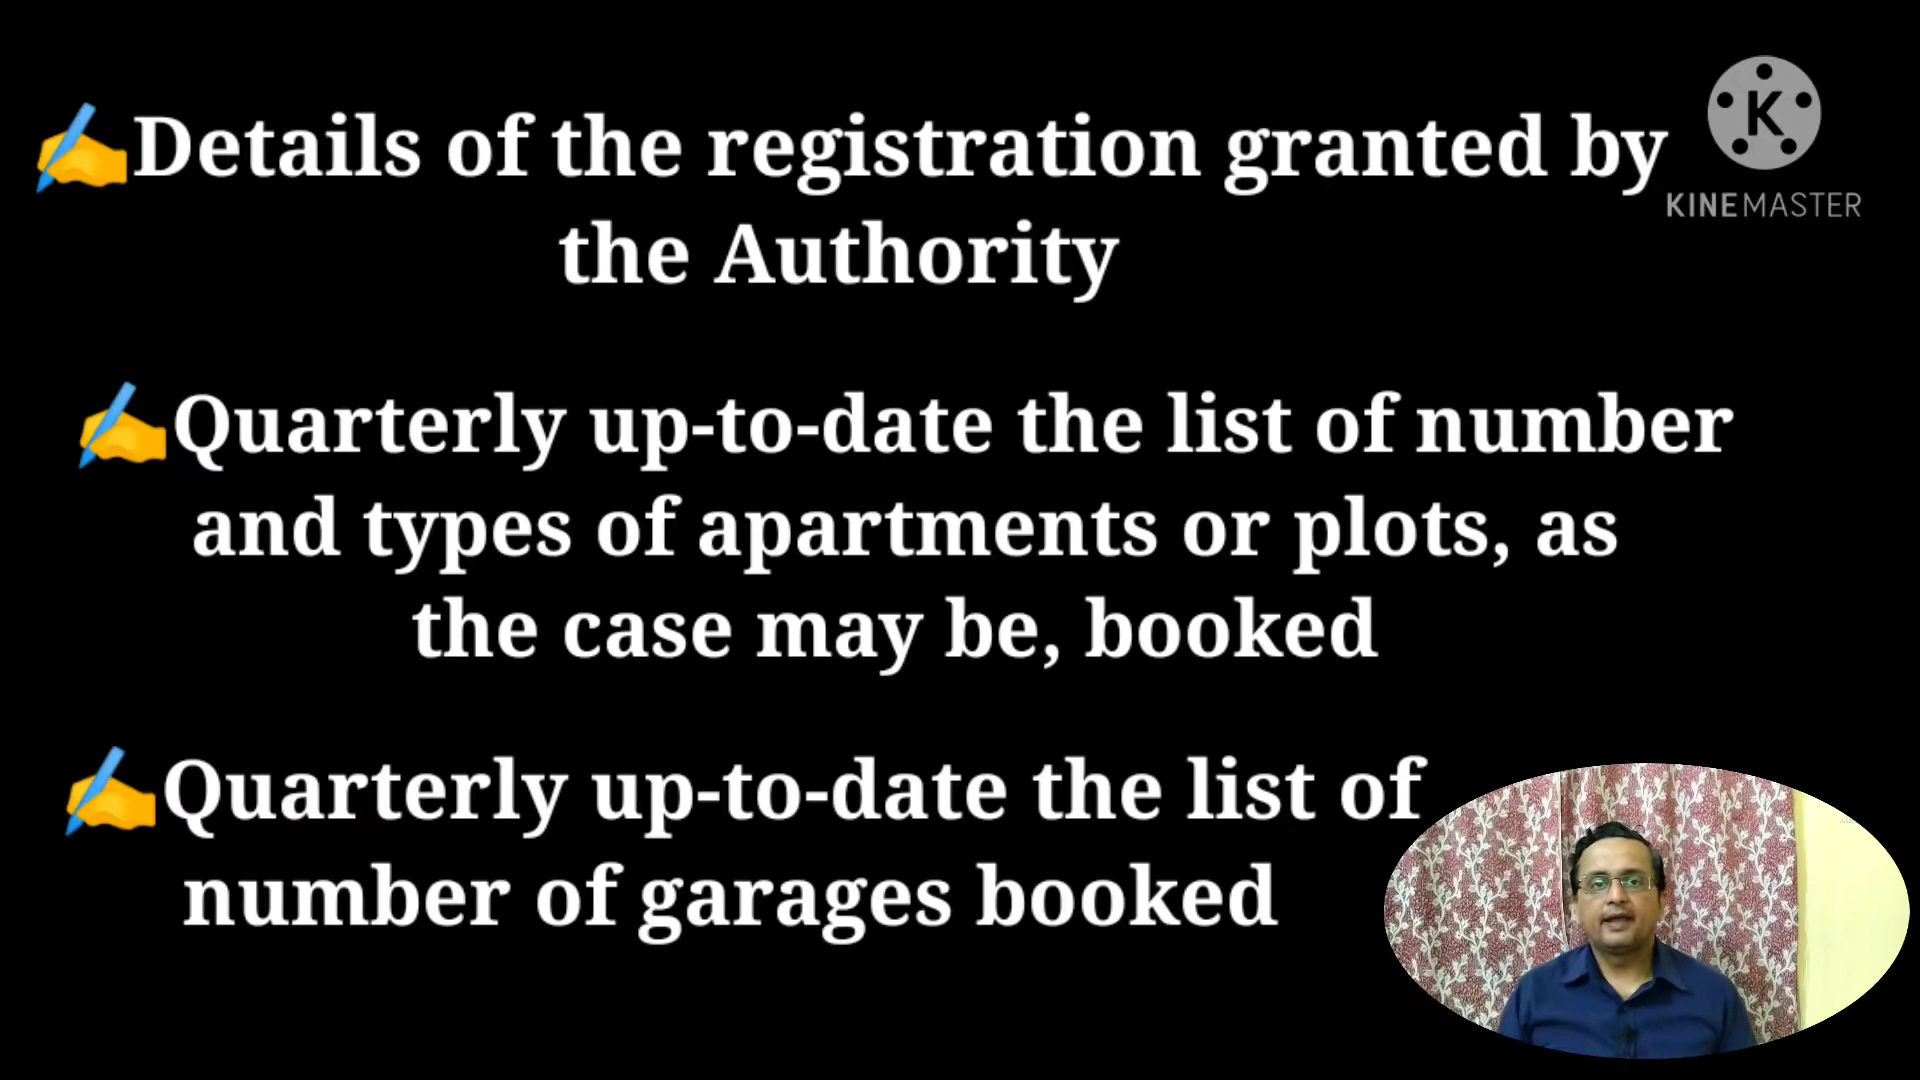 ✍️Details of the registration granted by
the Authority
KINEMASTER
✍️Quarterly up-to-date the list of number
and types of apartments or plots, as
the case may be, booked
✍️Quarterly up-to-date the list of
number of garages booked